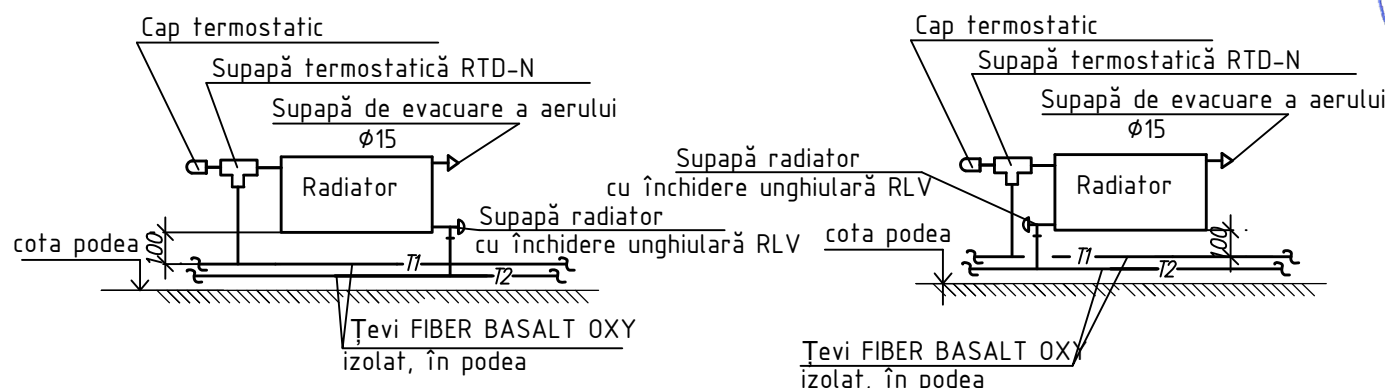 Cap termostatic
Supapă termostatică RTD-N
Supapă de evacuare a aerului
ϕ15
Radiator
Supapă radiator
cu închidere unghiulară RLV
cota podea
100
T1
T2
Țevi FIBER BASALT OXY
izolat, în podea
Cap termostatic
Supapă termostatică RTD-N
Supapă de evacuare a aerului
ϕ15
Supapă radiator
cu închidere unghiulară RLV
Radiator
cota podea
100
T1
T2
Țevi FIBER BASALT OXY
izolat, în podea